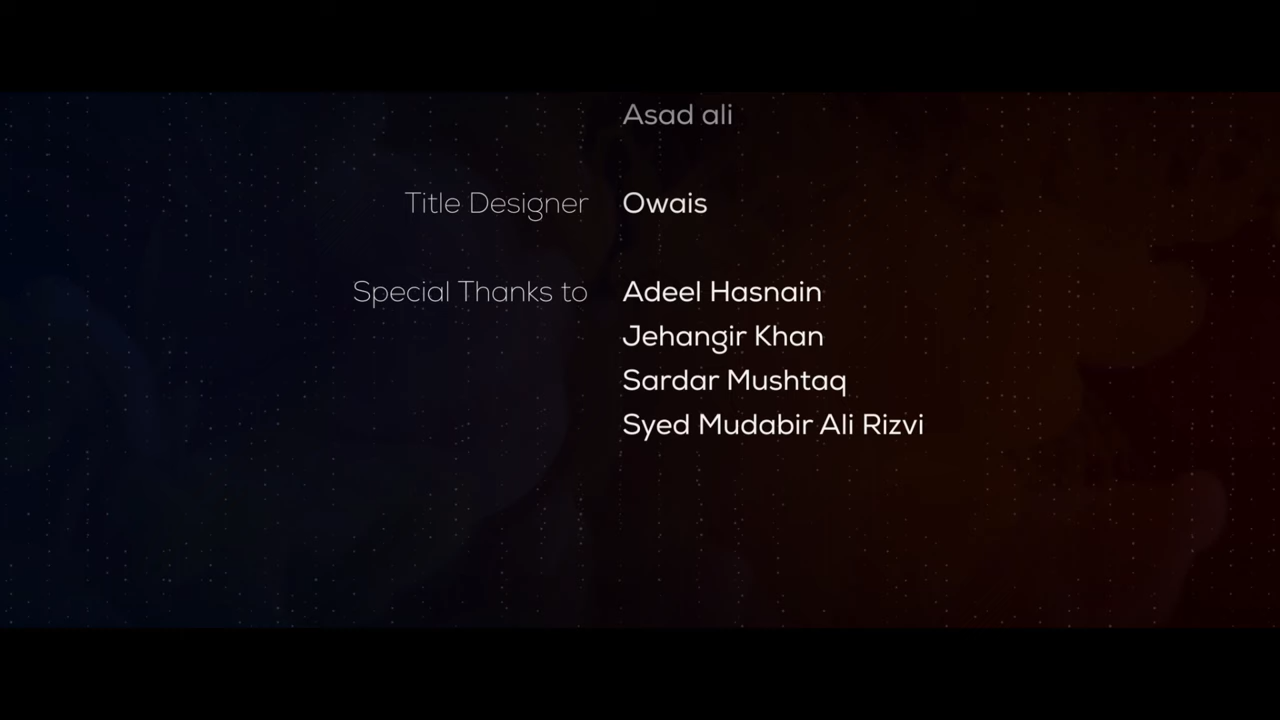 Asad ali
Title Designer Owais
Special Thanks to Adeel Hasnain
Jehangir Khan
Sardar Mushtaq
Syed Mudabir Ali Rizvi